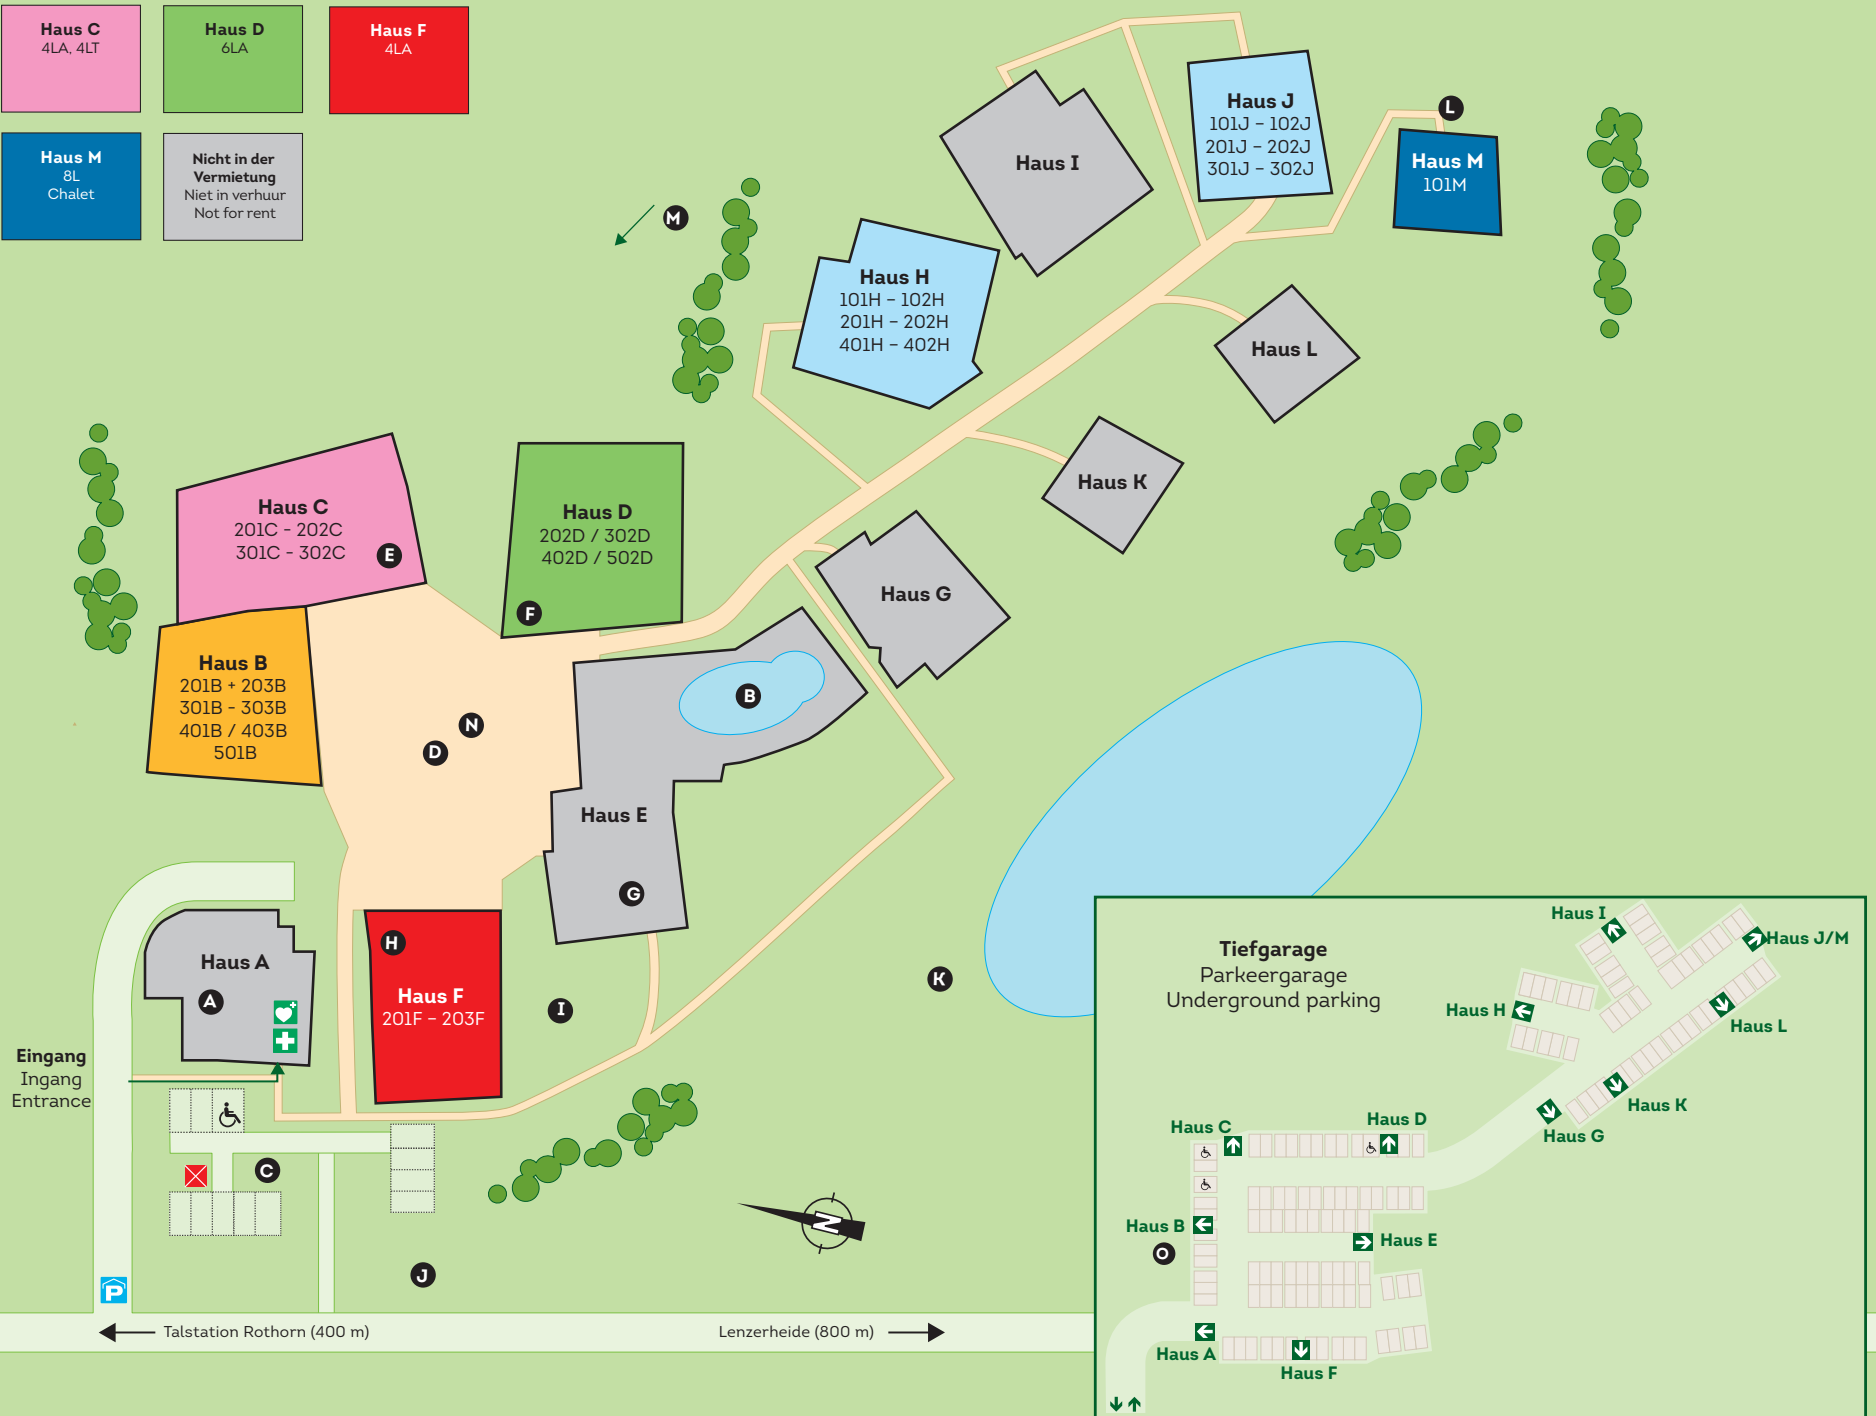 Haus C
4LA, 4LT
Haus D
6LA
Haus F
4LA
Haus M
8L
Chalet
Nicht in der
Vermietung
Niet in verhuur
Not for rent
M
Haus I
Haus J
101J – 102J
201J – 202J
301J – 302J
L
Haus M
101M
Haus H
101H – 102H
201H – 202H
401H – 402H
Haus L
Haus K
Haus C
201C - 202C
301C - 302C
E
Haus D
202D / 302D
402D / 502D
F
Haus G
Haus B
201B + 203B
301B - 303B
401B / 403B
501B
B
N
D
Haus E
G
Haus A
A
H
Haus F
201F – 203F
I
K
Eingang
Ingang
Entrance
C
J
N
P
Talstation Rothorn (400 m)
Lenzerheide (800 m)
Tiefgarage
Parkeergarage
Underground parking
Haus I
Haus J/M
Haus H
Haus L
Haus K
Haus G
Haus C
Haus D
Haus B
O
Haus E
Haus A
Haus F